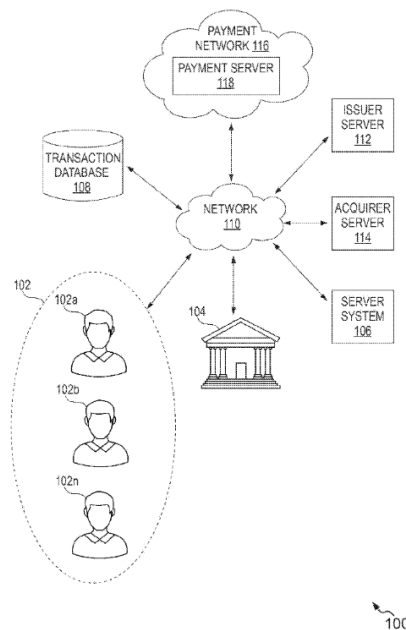 PAYMENT
NETWORK 116
PAYMENT SERVER
118
ISSUER
SERVER
112
TRANSACTION
DATABASE
108
NETWORK
110
ACQUIRER
SERVER
114
102
102a
104
SERVER
SYSTEM
106
102b
102n
100